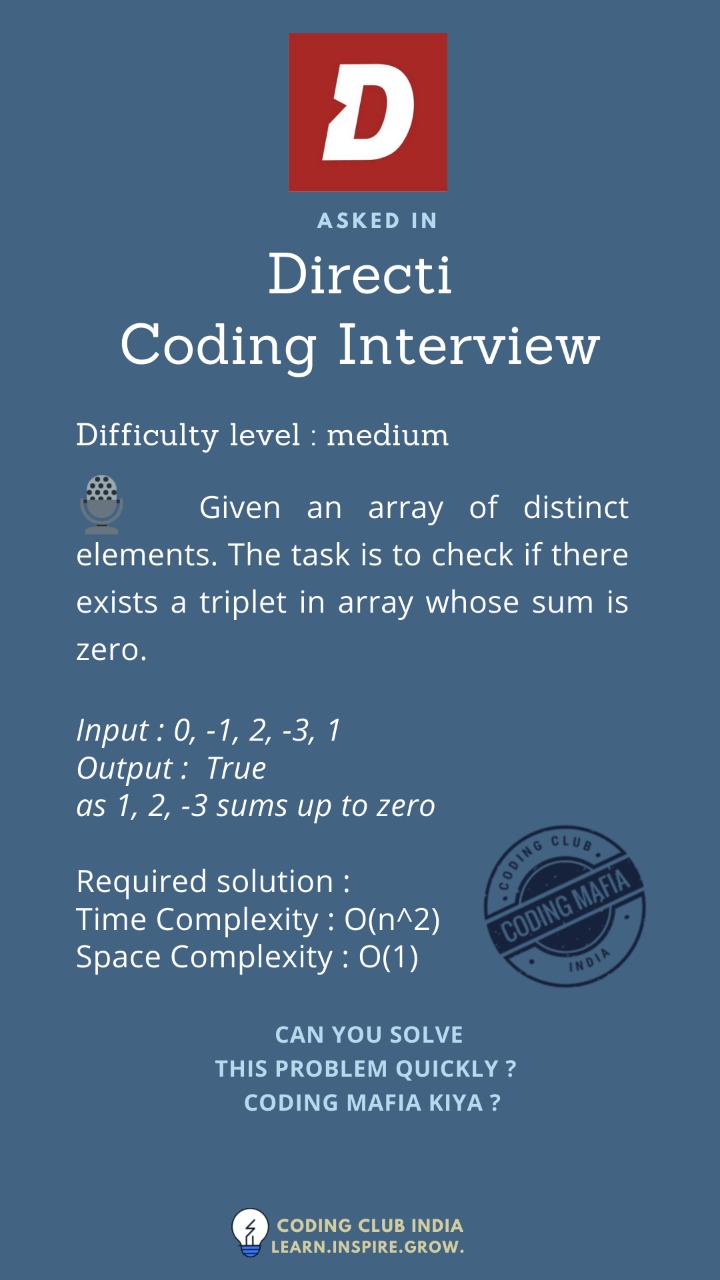 D
ASKED IN
Directi
Coding Interview
Difficulty level : medium
Given an array of distinct
elements. The task is to check if there
exists a triplet in array whose sum is
zero.
Input : 0, -1, 2, -3, 1
Output :  True
as 1, 2, -3 sums up to zero
Required solution :
Time Complexity : O(n^2)
Space Complexity : O(1)
CODING CLUB
CODING MAFIA
INDIA
CAN YOU SOLVE
THIS PROBLEM QUICKLY ?
CODING MAFIA KIYA ?
CODING CLUB INDIA
LEARN.INSPIRE.GROW.